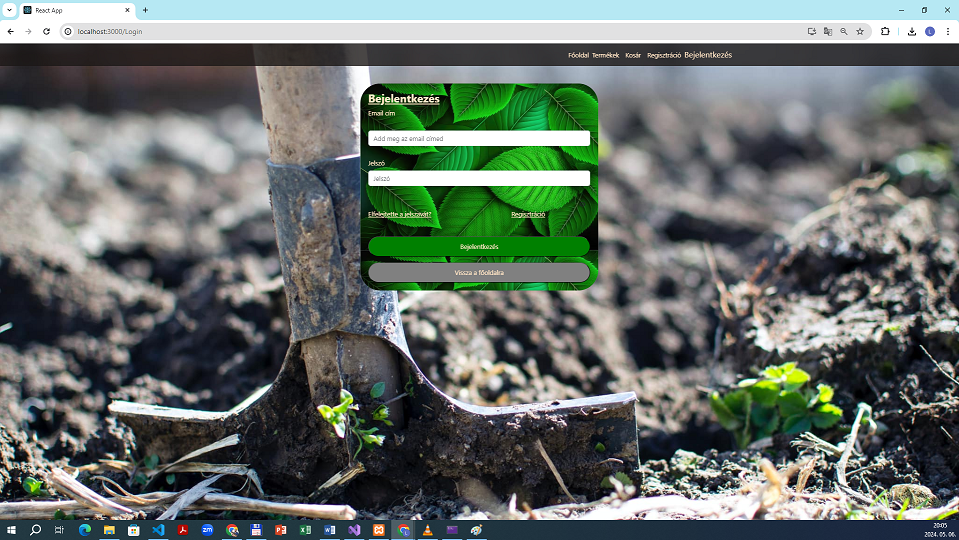 React App
localhost:3000/Login
L
Főoldal Termékek Kosár Regisztráció Bejelentkezés
Bejelentkezés
Email cím
Add meg az email címed
Jelszó
Jelszó
Elfelejtette a jelszavát? Regisztráció
Bejelentkezés
Vissza a főoldalra
zm
20:05
2024. 05. 06.